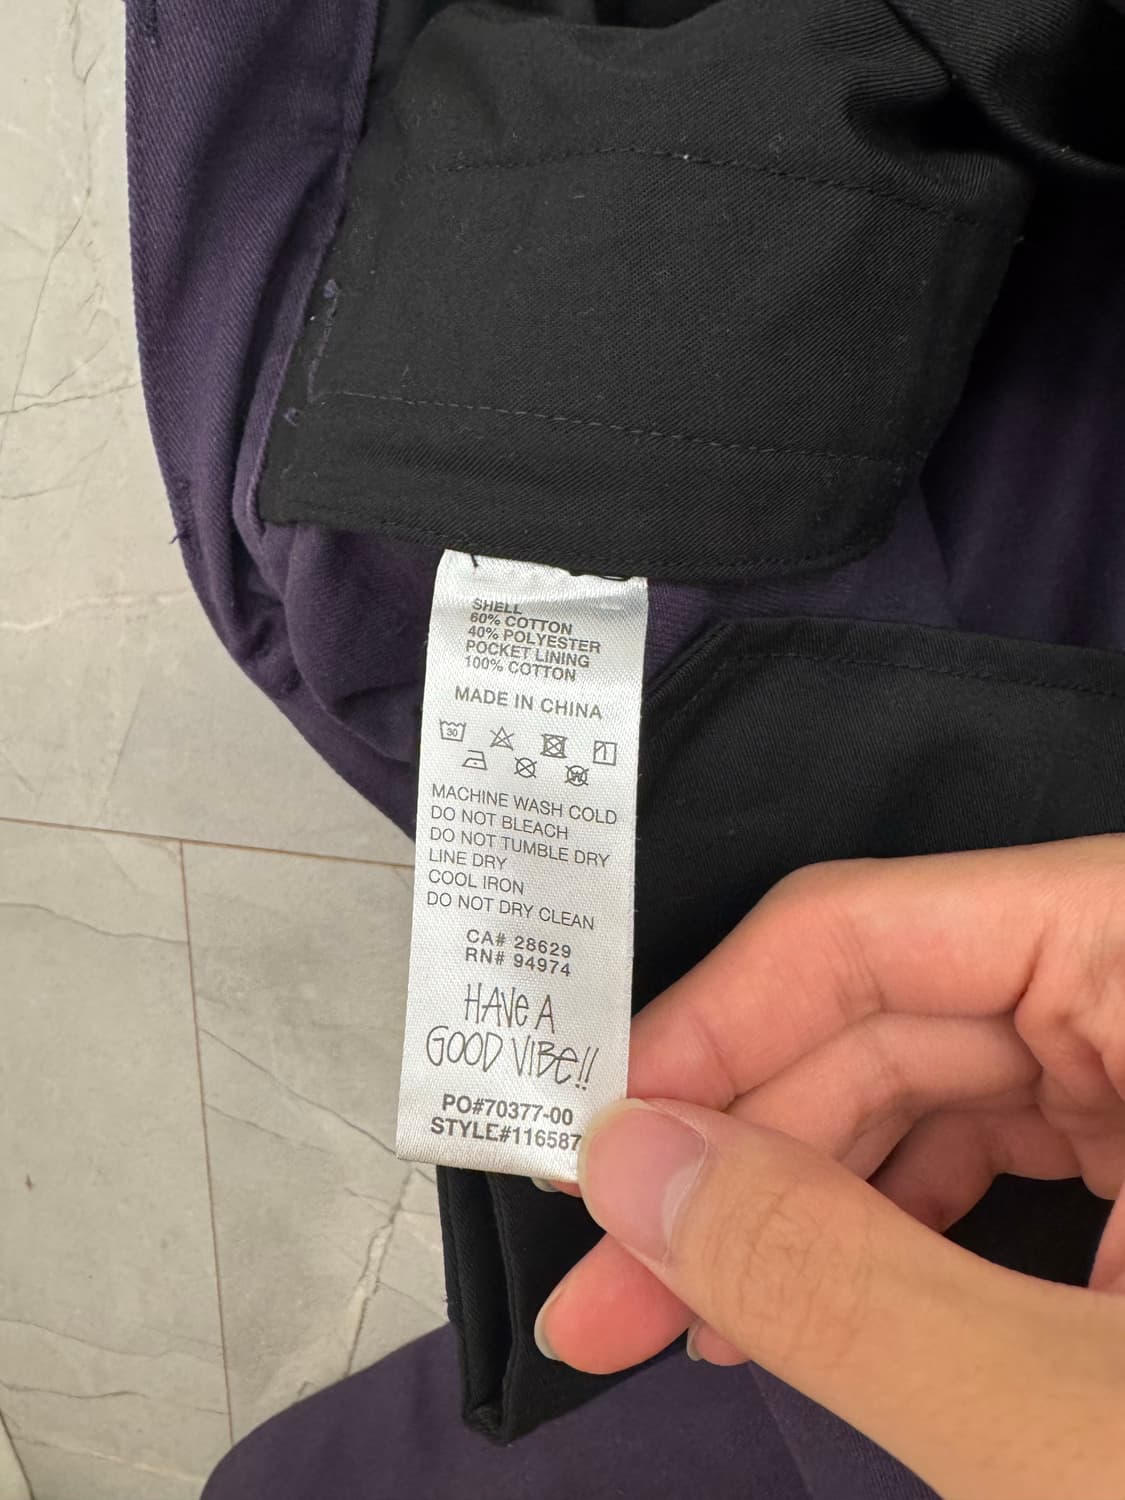 SHELL
60% COTTON
40% POLYESTER
POCKET LINING
100% COTTON
MADE IN CHINA
30
W
MACHINE WASH COLD
DO NOT BLEACH
DO NOT TUMBLE DRY
LINE DRY
COOL IRON
DO NOT DRY CLEAN
CA# 28629
RN# 94974
HAVE A
GOOD VIBE!!
PO#70377-00
STYLE#116587